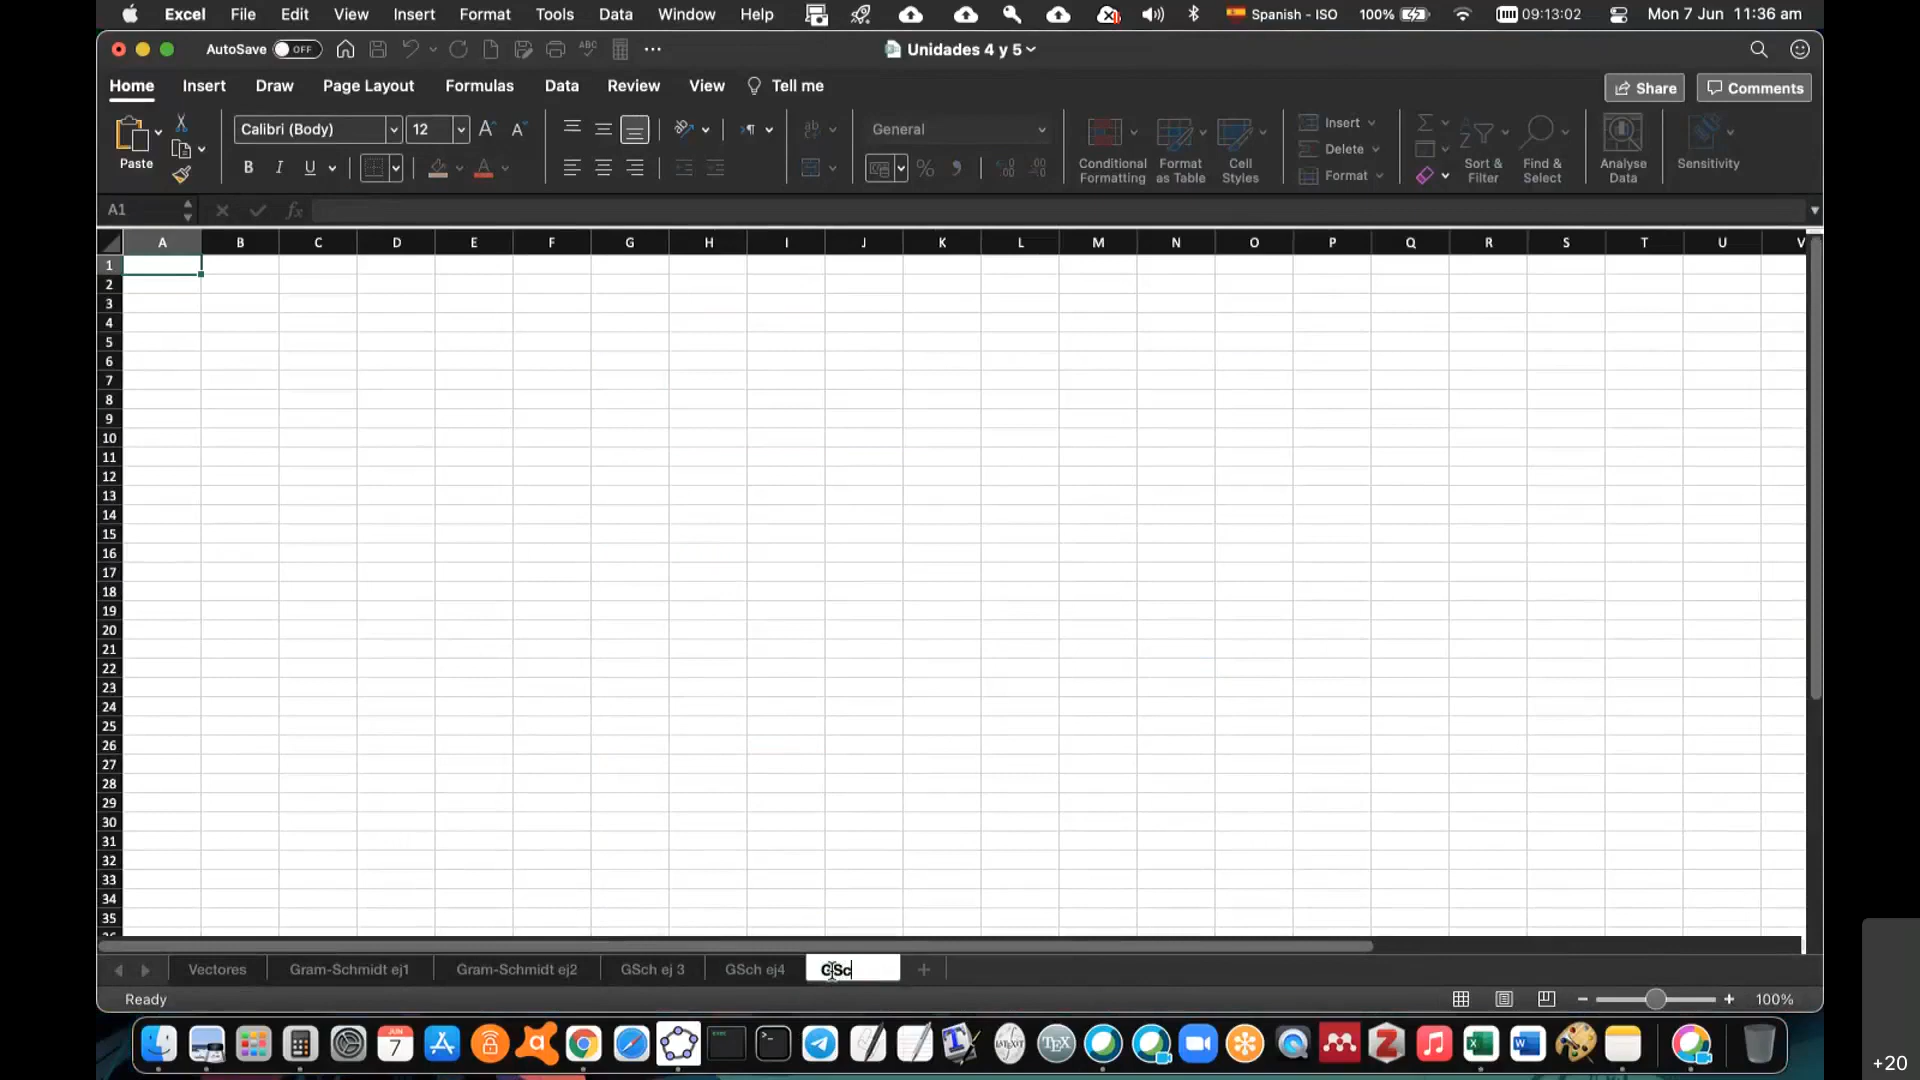 Excel File Edit View Insert Format Tools Data Window Help Spanish - ISO 100% 09:13:02 Mon 7 Jun 11:36 am
AutoSave OFF ABC Unidades 4 y 5
Home Insert Draw Page Layout Formulas Data Review View Tell me Share Comments
Paste Calibri (Body) 12 A A ab General Insert
B I U A % Delete
Format
Conditional Formatting
Format as Table
Cell Styles
Sort & Filter
Find & Select
Analyse Data
Sensitivity
A1 fx
A B C D E F G H I J K L M N O P Q R S T U V
1
2
3
4
5
6
7
8
9
10
11
12
13
14
15
16
17
18
19
20
21
22
23
24
25
26
27
28
29
30
31
32
33
34
35
Vectores Gram-Schmidt ej1 Gram-Schmidt ej2 GSch ej 3 GSch ej4 GSc
Ready 100%
JUN
7
+20